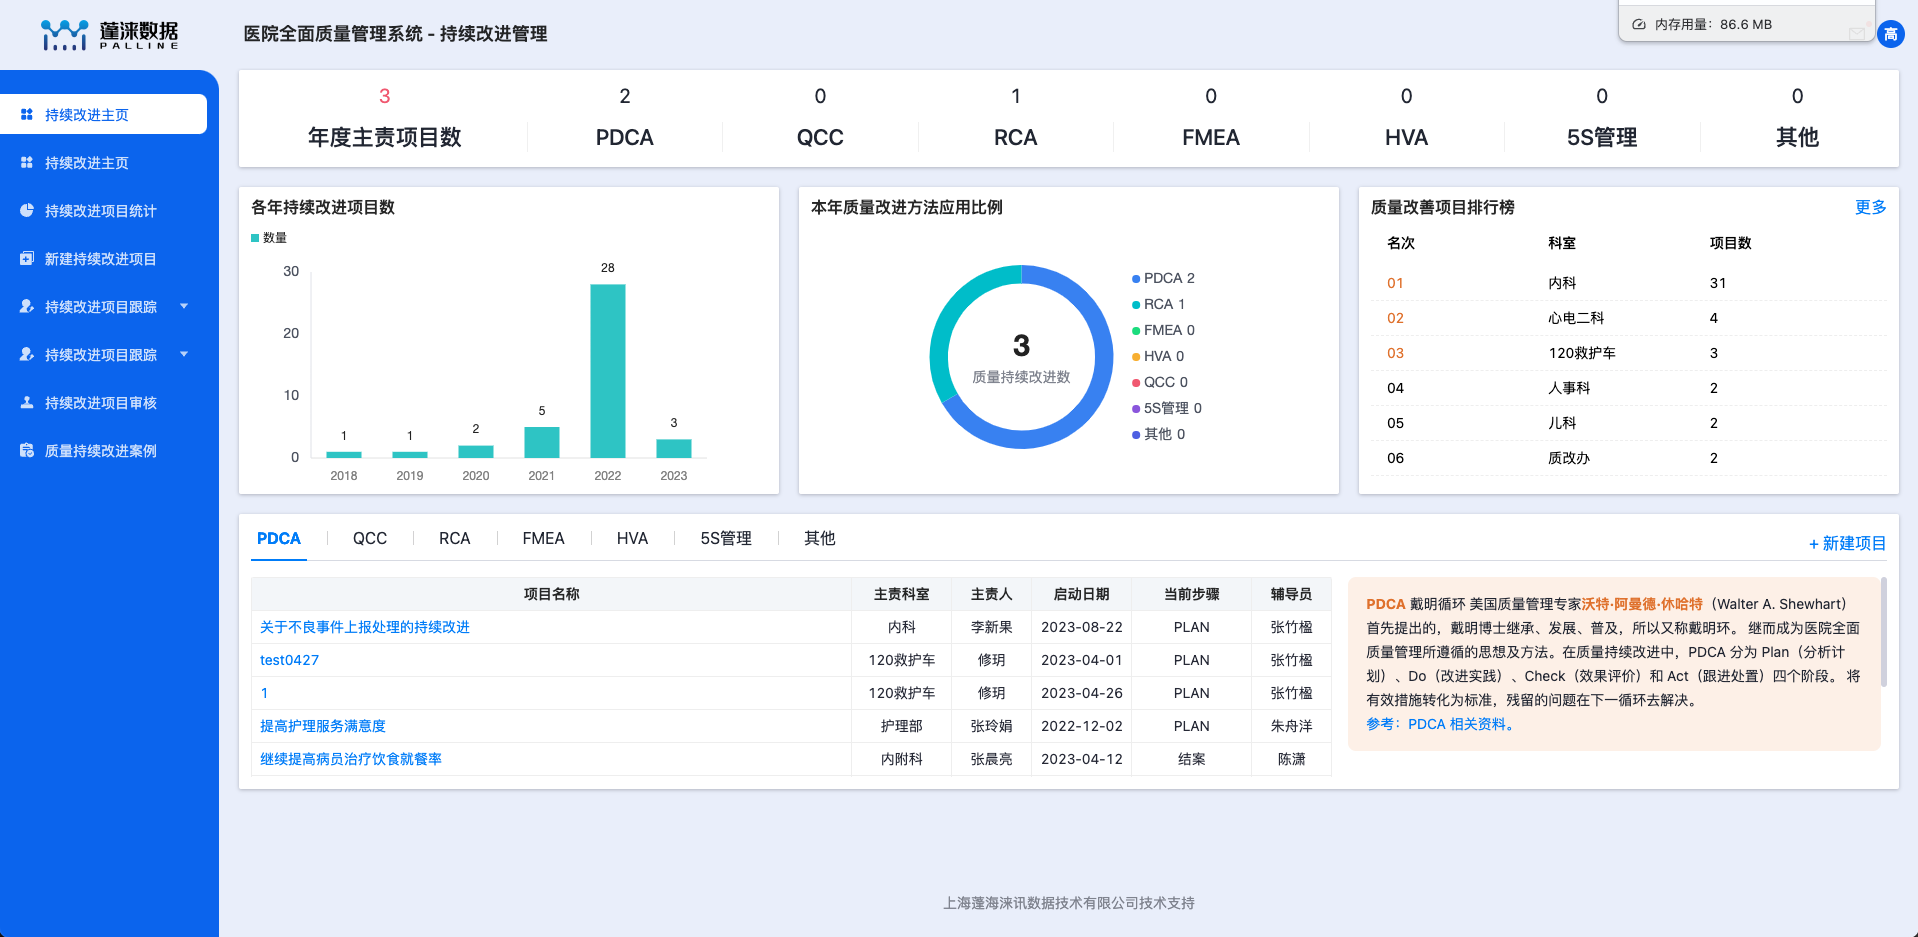 蓬涞数据
PALLINE
医院全面质量管理系统 - 持续改进管理
内存用量：86.6 MB
高
持续改进主页
持续改进主页
持续改进项目统计
新建持续改进项目
持续改进项目跟踪
持续改进项目跟踪
持续改进项目审核
质量持续改进案例
3 2 0 1 0 0 0 0
年度主责项目数 PDCA QCC RCA FMEA HVA 5S管理 其他
各年持续改进项目数
数量
30
20
10
0
1 1 2 5 28 3
2018 2019 2020 2021 2022 2023
本年质量改进方法应用比例
3
质量持续改进数
PDCA 2
RCA 1
FMEA 0
HVA 0
QCC 0
5S管理 0
其他 0
质量改善项目排行榜 更多
名次 科室 项目数
01 内科 31
02 心电二科 4
03 120救护车 3
04 人事科 2
05 儿科 2
06 质改办 2
PDCA QCC RCA FMEA HVA 5S管理 其他
+ 新建项目
项目名称 主责科室 主责人 启动日期 当前步骤 辅导员
关于不良事件上报处理的持续改进 内科 李新果 2023-08-22 PLAN 张竹楹
test0427 120救护车 修玥 2023-04-01 PLAN 张竹楹
1 120救护车 修玥 2023-04-26 PLAN 张竹楹
提高护理服务满意度 护理部 张玲娟 2022-12-02 PLAN 朱舟洋
继续提高病员治疗饮食就餐率 内附科 张晨亮 2023-04-12 结案 陈潇
PDCA 戴明循环 美国质量管理专家沃特·阿曼德·休哈特（Walter A. Shewhart）
首先提出的，戴明博士继承、发展、普及，所以又称戴明环。 继而成为医院全面
质量管理所遵循的思想及方法。在质量持续改进中，PDCA 分为 Plan（分析计
划）、Do（改进实践）、Check（效果评价）和 Act（跟进处置）四个阶段。 将
有效措施转化为标准，残留的问题在下一循环去解决。
参考：PDCA 相关资料。
上海蓬海涞讯数据技术有限公司技术支持